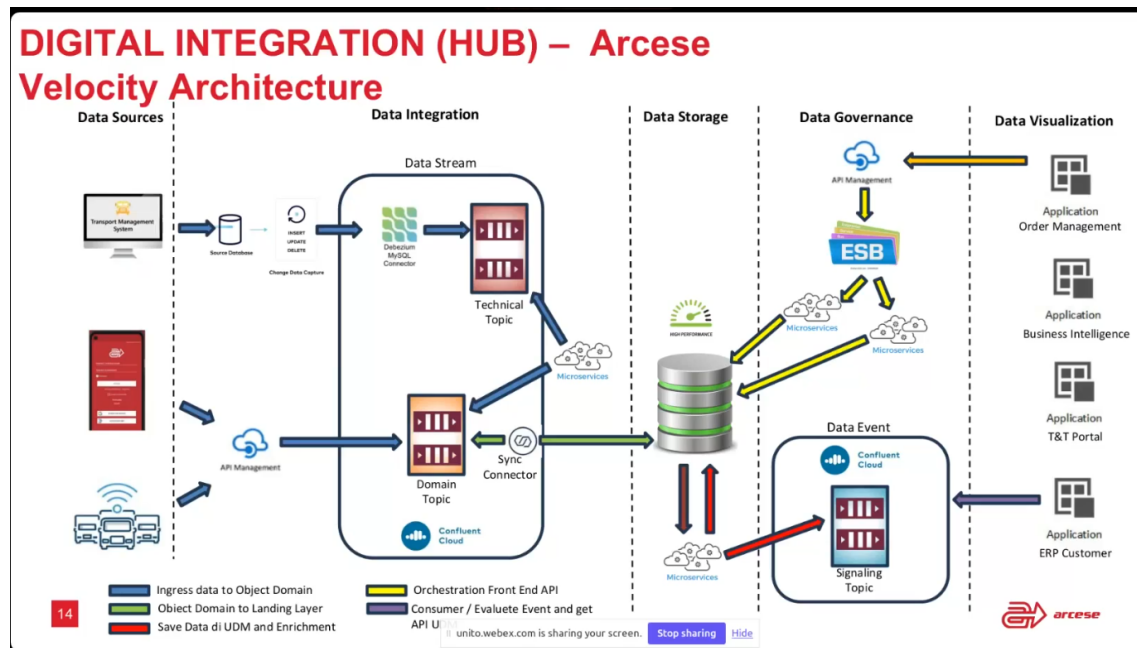 DIGITAL INTEGRATION (HUB) – Arcese
Velocity Architecture
Data Sources
Data Integration
Data Storage
Data Governance
Data Visualization
Data Stream
Transport Management
System
Source Database
INSERT
UPDATE
DELETE
Change Data Capture
Debezium
MySQL
Connector
Technical
Topic
Microservices
API Management
Domain
Topic
Sync
Connector
Confluent
Cloud
HIGH PERFORMANCE
Microservices
API Management
ESB
Microservices
Microservices
Data Event
Confluent
Cloud
Signaling
Topic
Application
Order Management
Application
Business Intelligence
Application
T&T Portal
Application
ERP Customer
Ingress data to Object Domain
Object Domain to Landing Layer
Save Data di UDM and Enrichment
Orchestration Front End API
Consumer / Evaluete Event and get
API UDM
14
unito.webex.com is sharing your screen.
Stop sharing
Hide
arcese